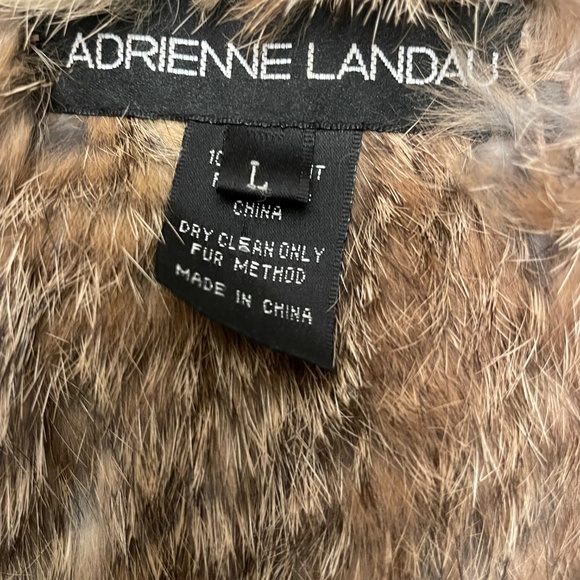 ADRIENNE LANDAU
L
CHINA
DRY CLEAN ONLY
FUR METHOD
MADE IN CHINA